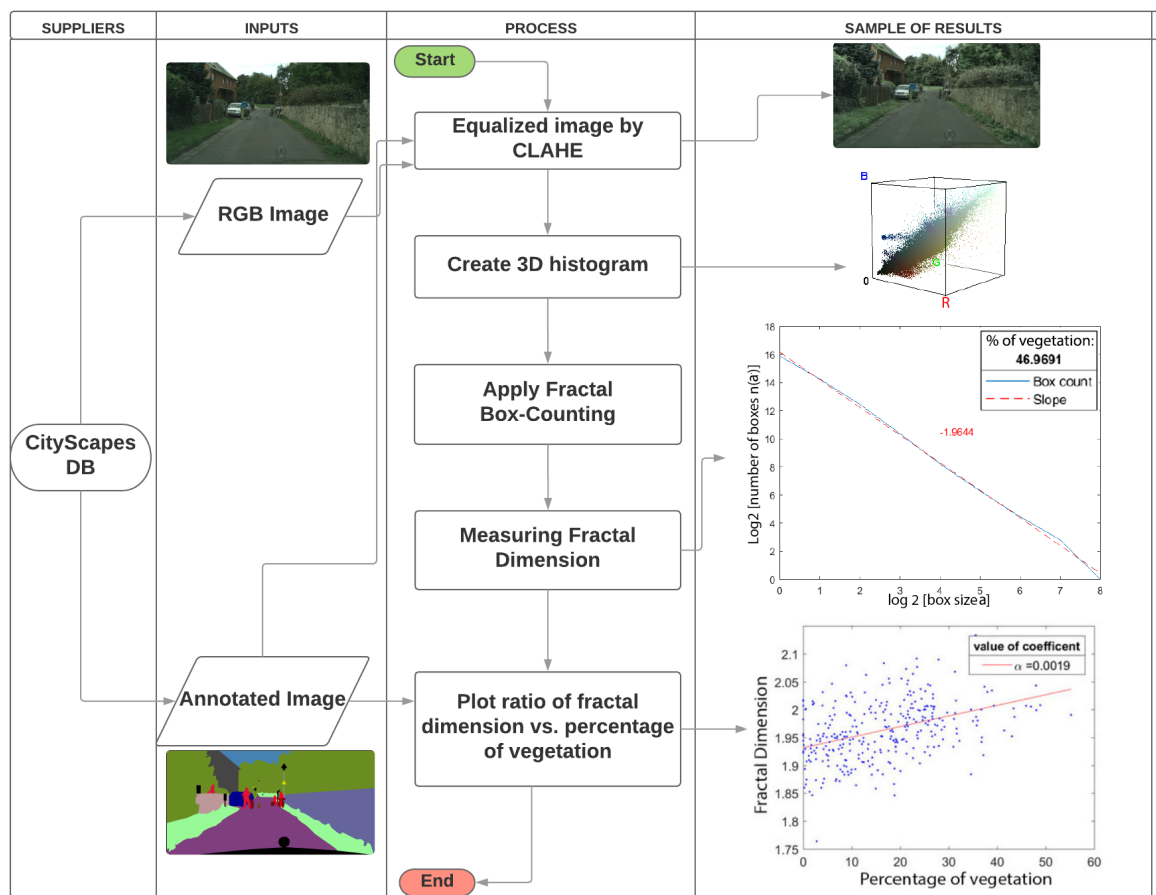 SUPPLIERS
INPUTS
PROCESS
SAMPLE OF RESULTS
Start
Equalized image by
CLAHE
RGB Image
B
0
G
R
Create 3D histogram
Apply Fractal
Box-Counting
CityScapes
DB
Measuring Fractal
Dimension
18
16
14
12
10
8
6
4
2
0
Log2 [number of boxes n(a)]
% of vegetation:
46.9691
Box count
Slope
-1.9644
0 1 2 3 4 5 6 7 8
log 2 [box sizea]
Annotated Image
Plot ratio of fractal
dimension vs. percentage
of vegetation
2.1
2.05
2
1.95
1.9
1.85
1.8
1.75
Fractal Dimension
value of coefficent
α =0.0019
0 10 20 30 40 50 60
Percentage of vegetation
End